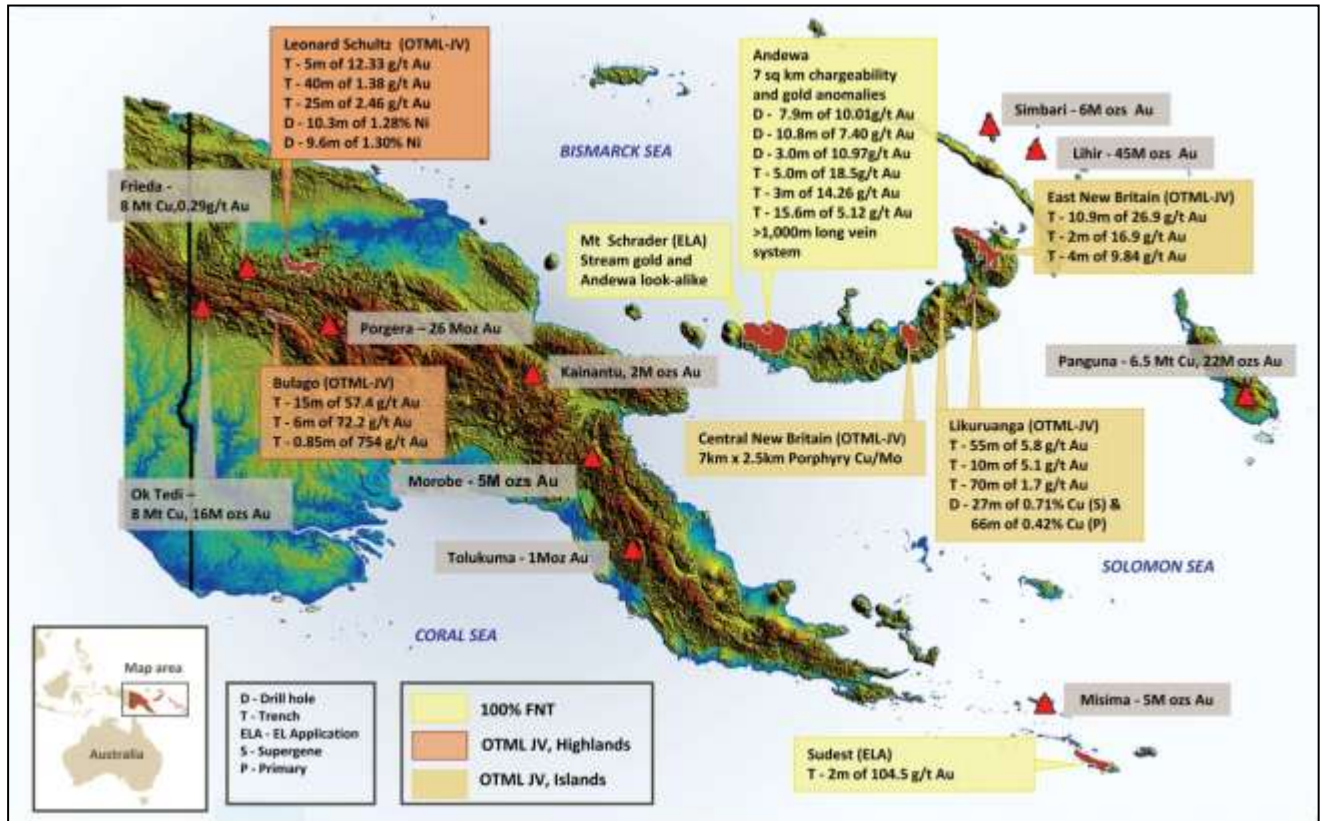 Leonard Schultz (OTML-JV)
T - 5m of 12.33 g/t Au
T - 40m of 1.38 g/t Au
T - 25m of 2.46 g/t Au
D - 10.3m of 1.28% Ni
D - 9.6m of 1.30% Ni
Frieda -
8 Mt Cu,0.29g/t Au
BISMARCK SEA
Andewa
7 sq km chargeability
and gold anomalies
D - 7.9m of 10.01g/t Au
D - 10.8m of 7.40 g/t Au
D - 3.0m of 10.97g/t Au
T - 5.0m of 18.5g/t Au
T - 3m of 14.26 g/t Au
T - 15.6m of 5.12 g/t Au
>1,000m long vein
system
Simbari - 6M ozs Au
Lihir - 45M ozs Au
East New Britain (OTML-JV)
T - 10.9m of 26.9 g/t Au
T - 2m of 16.9 g/t Au
T - 4m of 9.84 g/t Au
Mt Schrader (ELA)
Stream gold and
Andewa look-alike
Porgera – 26 Moz Au
Kainantu, 2M ozs Au
Panguna - 6.5 Mt Cu, 22M ozs Au
Bulago (OTML-JV)
T - 15m of 57.4 g/t Au
T - 6m of 72.2 g/t Au
T - 0.85m of 754 g/t Au
Central New Britain (OTML-JV)
7km x 2.5km Porphyry Cu/Mo
Likuruanga (OTML-JV)
T - 55m of 5.8 g/t Au
T - 10m of 5.1 g/t Au
T - 70m of 1.7 g/t Au
D - 27m of 0.71% Cu (S) &
66m of 0.42% Cu (P)
Ok Tedi –
8 Mt Cu, 16M ozs Au
Morobe - 5M ozs Au
Tolukuma - 1Moz Au
SOLOMON SEA
CORAL SEA
Misima - 5M ozs Au
Sudest (ELA)
T - 2m of 104.5 g/t Au
Map area
Australia
D - Drill hole
T - Trench
ELA - EL Application
S - Supergene
P - Primary
100% FNT
OTML JV, Highlands
OTML JV, Islands